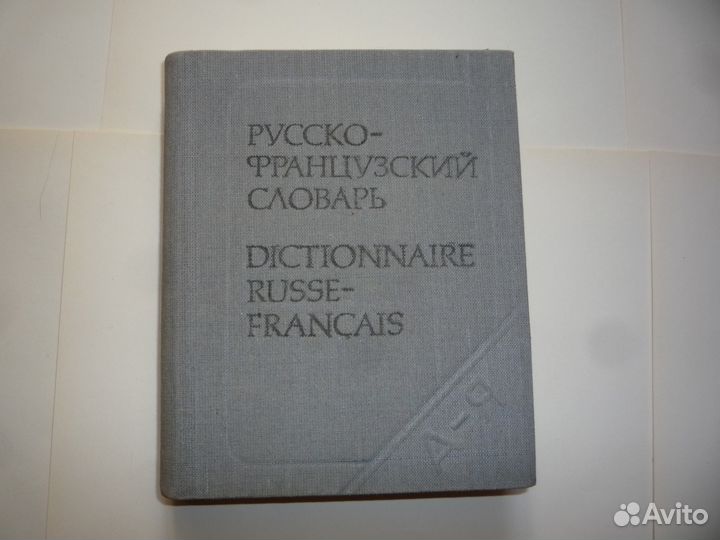 РУССКО-
ФРАНЦУЗСКИЙ
СЛОВАРЬ
DICTIONNAIRE
RUSSE-
FRANÇAIS
А-Я
Avito